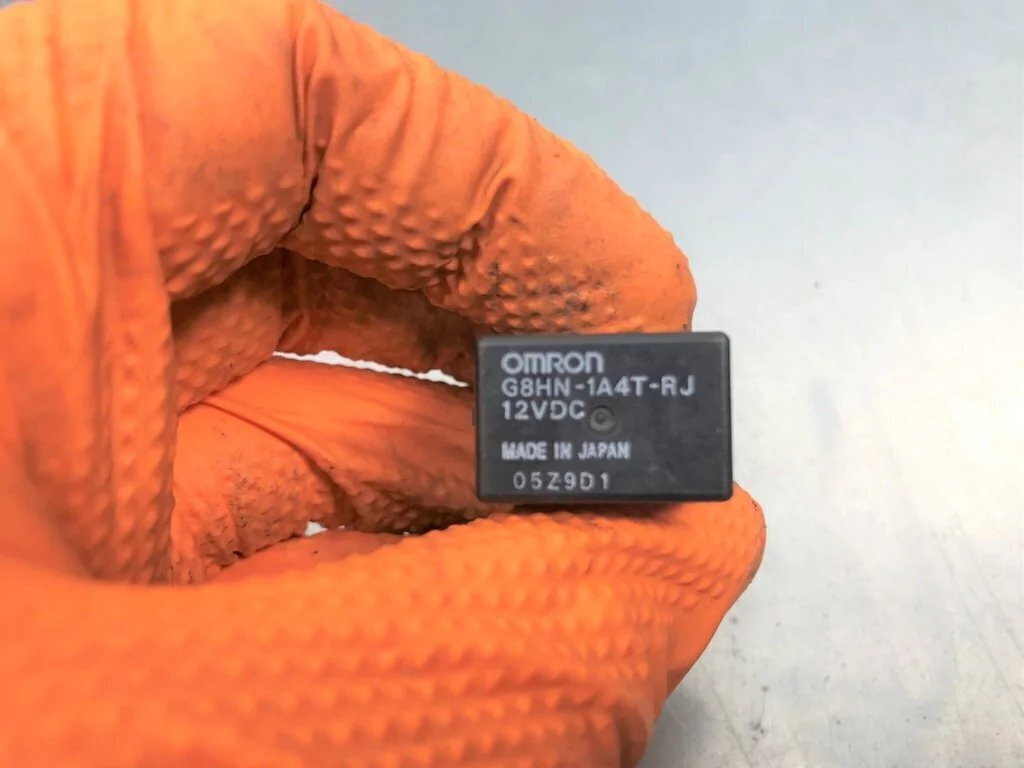 OMRON
G8HN-1A4T-RJ
12VDC
MADE IN JAPAN
05Z9D1